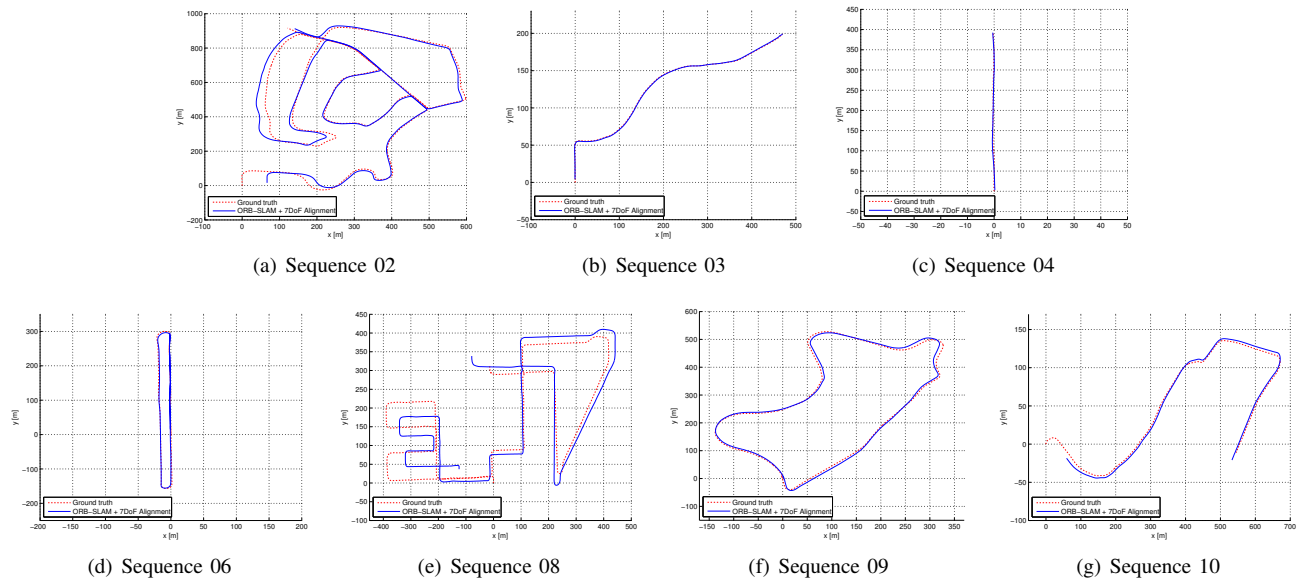 1000
800
600
400
200
0
-200
y [m]
-100 0 100 200 300 400 500 600
x [m]
Ground truth
ORB-SLAM + 7DoF Alignment
(a) Sequence 02
200
150
100
50
0
-50
y [m]
-100 0 100 200 300 400 500
x [m]
Ground truth
ORB-SLAM + 7DoF Alignment
(b) Sequence 03
450
400
350
300
250
200
150
100
50
0
-50
y [m]
-50 -40 -30 -20 -10 0 10 20 30 40 50
x [m]
Ground truth
ORB-SLAM + 7DoF Alignment
(c) Sequence 04
300
200
100
0
-100
-200
y [m]
-200 -150 -100 -50 0 50 100 150 200
x [m]
Ground truth
ORB-SLAM + 7DoF Alignment
(d) Sequence 06
450
400
350
300
250
200
150
100
50
0
-50
-100
y [m]
-400 -300 -200 -100 0 100 200 300 400 500
x [m]
Ground truth
ORB-SLAM + 7DoF Alignment
(e) Sequence 08
600
500
400
300
200
100
0
-100
y [m]
-150 -100 -50 0 50 100 150 200 250 300 350
x [m]
Ground truth
ORB-SLAM + 7DoF Alignment
(f) Sequence 09
150
100
50
0
-50
-100
y [m]
0 100 200 300 400 500 600 700
x [m]
Ground truth
ORB-SLAM + 7DoF Alignment
(g) Sequence 10